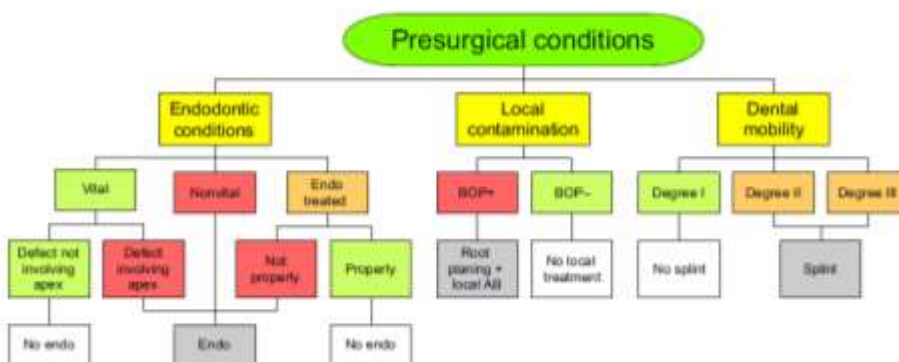 Presurgical conditions
Endodontic
conditions
Local
contamination
Dental
mobility
Vital
Nonvital
Endo
treated
BOP+
BOP–
Degree I
Degree II
Degree III
Defect not
involving
apex
Defect
involving
apex
Not
properly
Properly
Root
planing +
local AB
No local
treatment
No splint
Splint
No endo
Endo
No endo